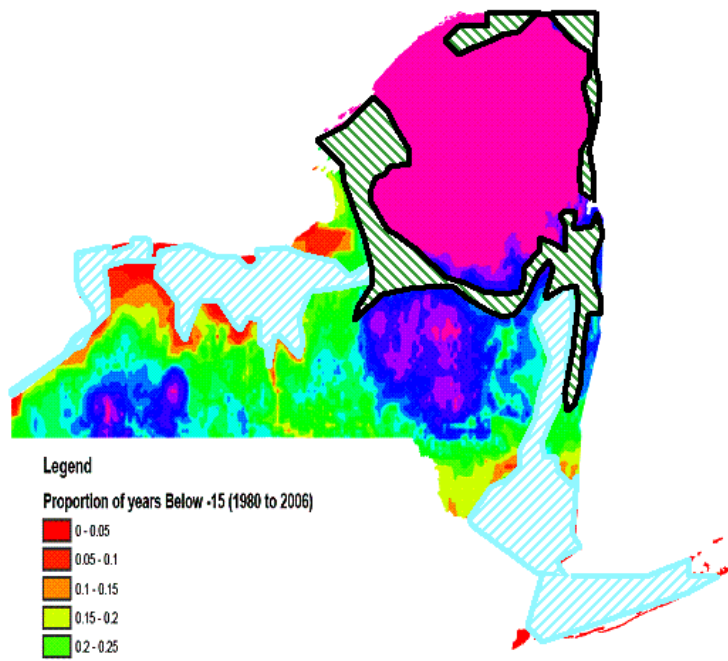 Legend
Proportion of years Below -15 (1980 to 2006)
0 - 0.05
0.05 - 0.1
0.1 - 0.15
0.15 - 0.2
0.2 - 0.25